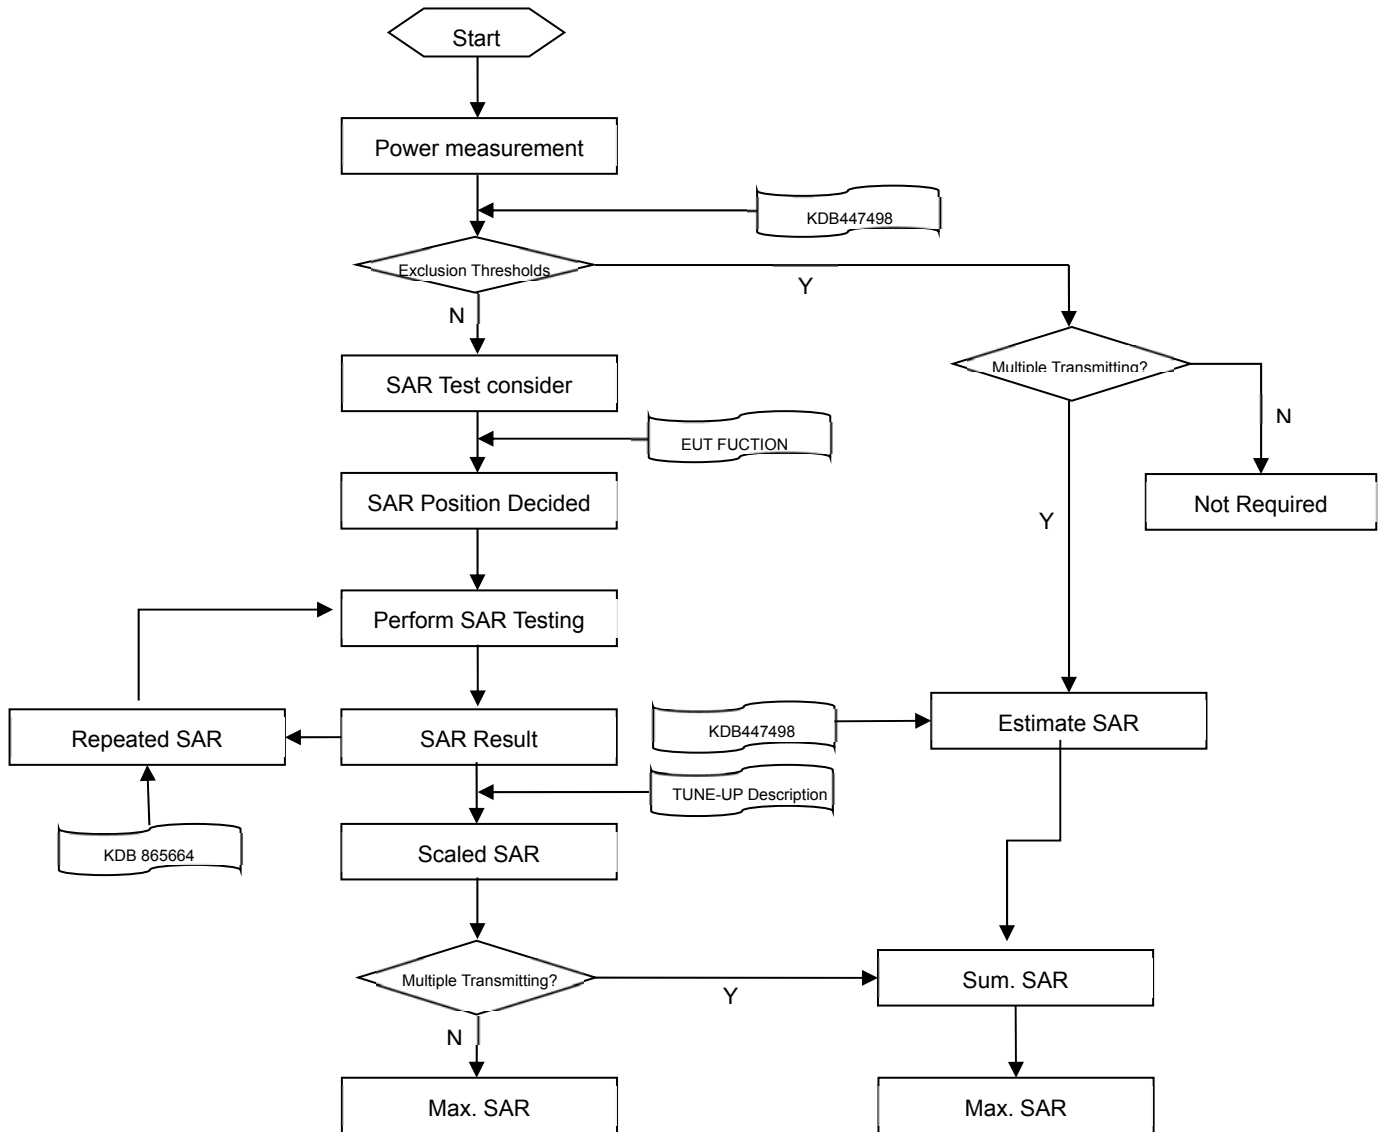 Start
Power measurement
KDB447498
Exclusion Thresholds
Y
N
Multiple Transmitting?
SAR Test consider
N
EUT FUCTION
SAR Position Decided
Not Required
Y
Perform SAR Testing
Repeated SAR
SAR Result
KDB447498
Estimate SAR
TUNE-UP Description
KDB 865664
Scaled SAR
Multiple Transmitting?
Y
Sum. SAR
N
Max. SAR
Max. SAR